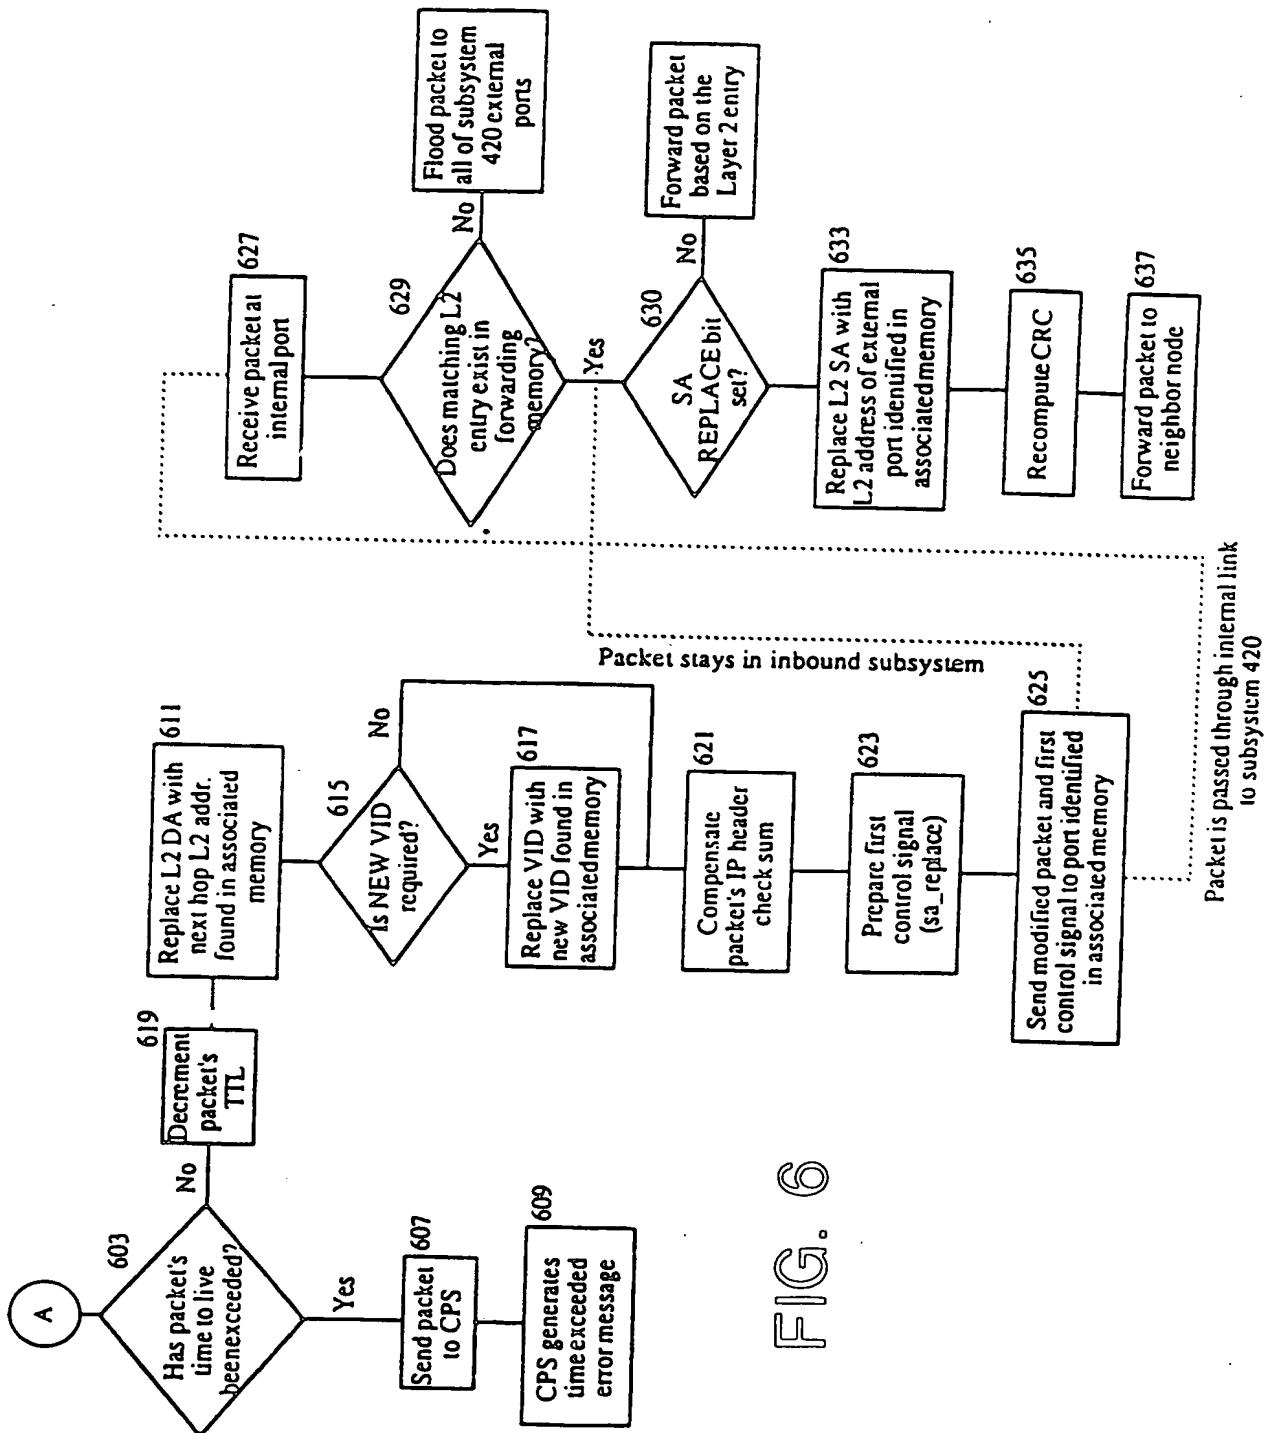 A
603
Has packet's
time to live
been exceeded?
No
Yes
607
Send packet
to CPS
609
CPS generates
time exceeded
error message
619
Decrement
packet's
TTL
611
Replace L2 DA with
next hop L2 addr.
found in associated
memory
615
Is NEW VID
required?
No
Yes
617
Replace VID with
new VID found in
associated memory
621
Compensate
packet's IP header
check sum
623
Prepare first
control signal
(sa_replace)
625
Send modified packet and first
control signal to port identified
in associated memory
Packet stays in inbound subsystem
Packet is passed through internal link
to subsystem 420
627
Receive packet at
internal port
629
Does matching L2
entry exist in
forwarding
memory?
No
Flood packet to
all of subsystem
420 external
ports
Yes
630
SA
REPLACE bit
set?
No
Forward packet
based on the
Layer 2 entry
633
Replace L2 SA with
L2 address of external
port identified in
associated memory
635
Recompute CRC
637
Forward packet to
neighbor node
FIG. 6